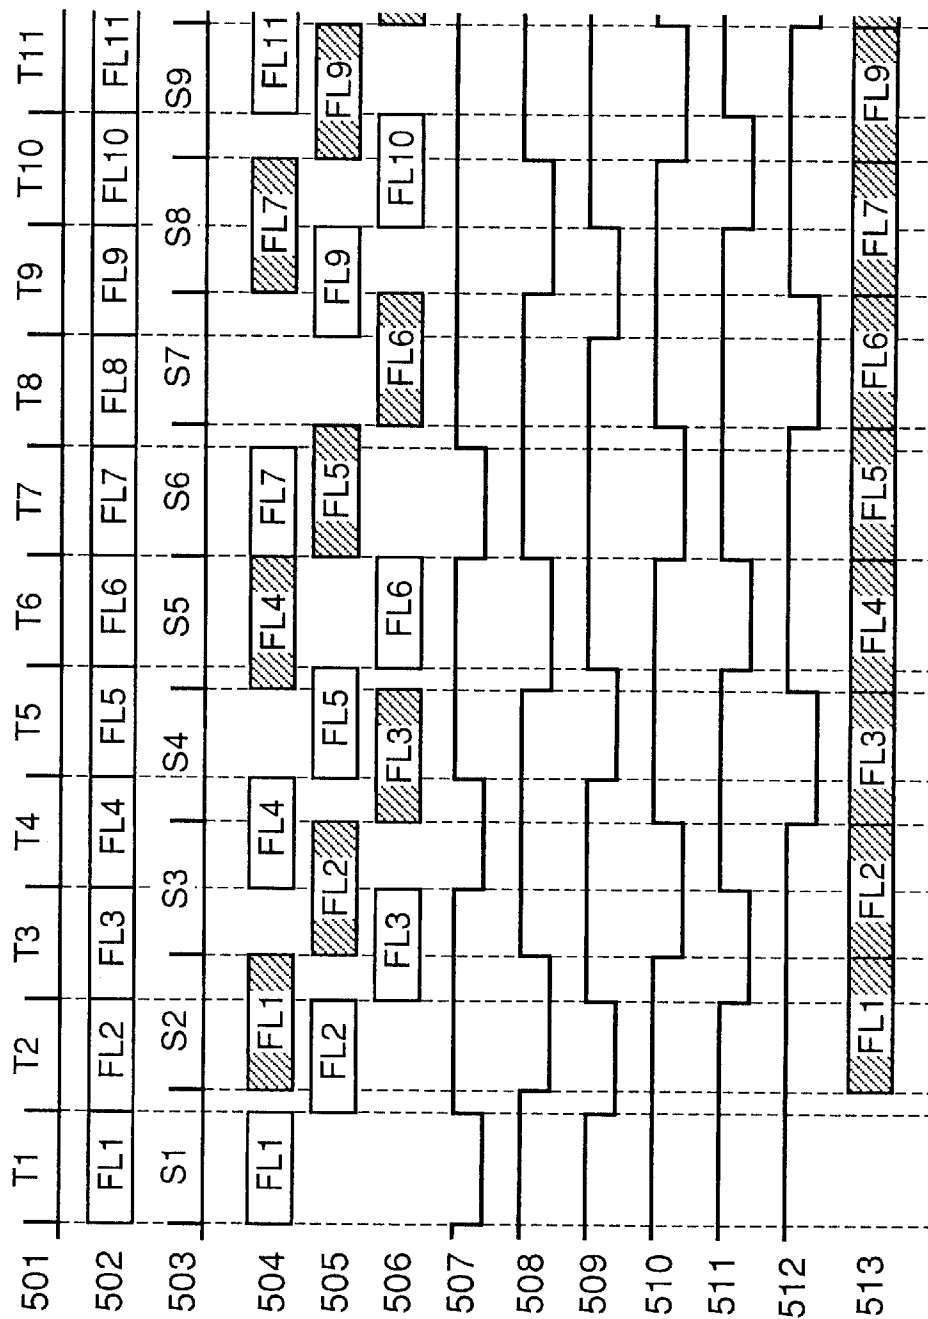 501 T1 T2 T3 T4 T5 T6 T7 T8 T9 T10 T11
502 FL1 FL2 FL3 FL4 FL5 FL6 FL7 FL8 FL9 FL10 FL11
503 S1 S2 S3 S4 S5 S6 S7 S8 S9
504 FL1 FL1 FL4 FL4 FL7 FL7 FL11
505 FL2 FL2 FL5 FL5 FL9 FL9
506 FL3 FL3 FL6 FL6 FL10
507
508
509
510
511
512
513 FL1 FL2 FL3 FL4 FL5 FL6 FL7 FL9